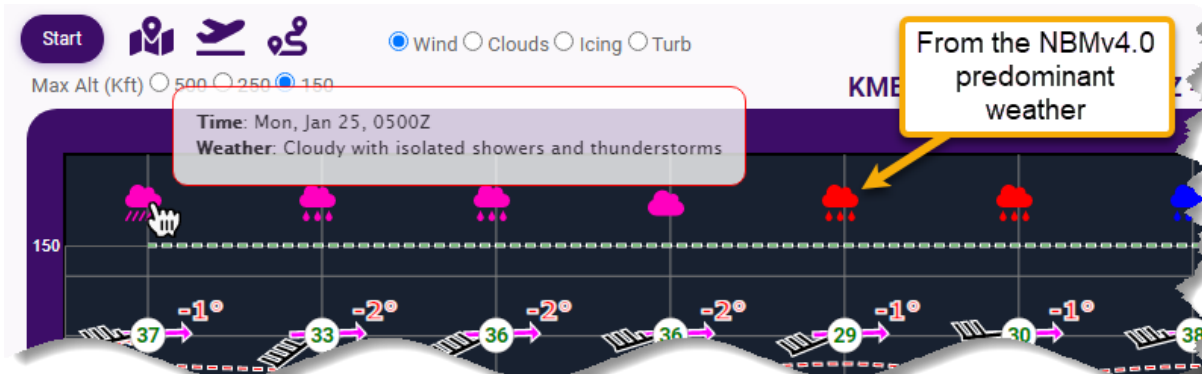 Start
Wind Clouds Icing Turb
Max Alt (Kft) 500 250 150
KME
Z
From the NBMv4.0
predominant
weather
Time: Mon, Jan 25, 0500Z
Weather: Cloudy with isolated showers and thunderstorms
150
-1° -2° -2° -2° -1° -1°
37 33 36 36 29 30 38